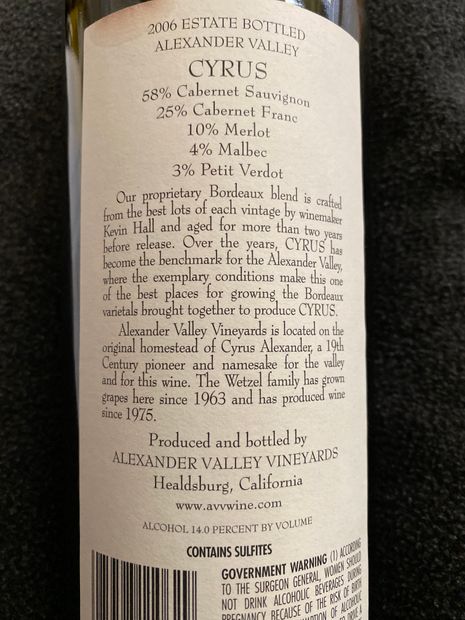 2006 ESTATE BOTTLED
ALEXANDER VALLEY
CYRUS
58% Cabernet Sauvignon
25% Cabernet Franc
10% Merlot
4% Malbec
3% Petit Verdot
Our proprietary Bordeaux blend is crafted
from the best lots of each vintage by winemaker
Kevin Hall and aged for more than two years
before release. Over the years, CYRUS has
become the benchmark for the Alexander Valley,
where the exemplary conditions make this one
of the best places for growing the Bordeaux
varietals brought together to produce CYRUS.
Alexander Valley Vineyards is located on the
original homestead of Cyrus Alexander, a 19th
Century pioneer and namesake for the valley
and for this wine. The Wetzel family has grown
grapes here since 1963 and has produced wine
since 1975.
Produced and bottled by
ALEXANDER VALLEY VINEYARDS
Healdsburg, California
www.avvwine.com
ALCOHOL 14.0 PERCENT BY VOLUME
CONTAINS SULFITES
GOVERNMENT WARNING (1) ACCORDING
TO THE SURGEON GENERAL, WOMEN SHOULD
NOT DRINK ALCOHOLIC BEVERAGES DURING
PREGNANCY BECAUSE OF THE RISK OF BIRTH
OF ALCOHOLIC